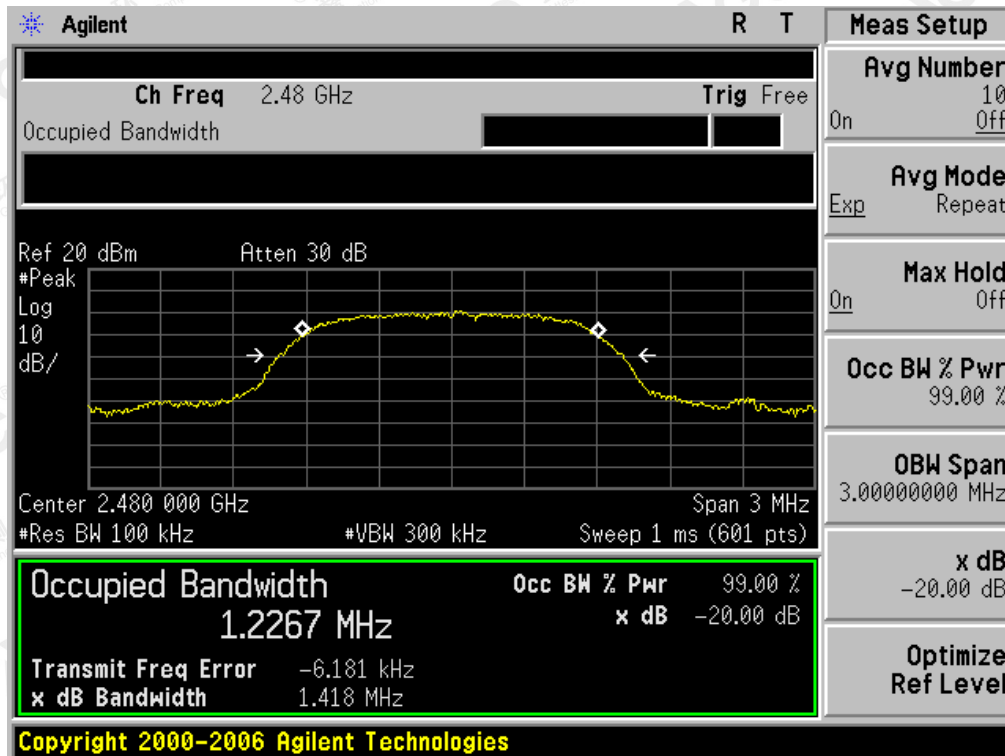 Agilent R T
Ch Freq 2.48 GHz Trig Free
Occupied Bandwidth
Ref 20 dBm Atten 30 dB
#Peak
Log
10
dB/
Center 2.480 000 GHz Span 3 MHz
#Res BW 100 kHz #VBW 300 kHz Sweep 1 ms (601 pts)
Occupied Bandwidth Occ BW % Pwr 99.00 %
1.2267 MHz x dB -20.00 dB
Transmit Freq Error -6.181 kHz
x dB Bandwidth 1.418 MHz
Copyright 2000-2006 Agilent Technologies
Meas Setup
Avg Number
10
On Off
Avg Mode
Exp Repeat
Max Hold
On Off
Occ BW % Pwr
99.00 %
OBW Span
3.00000000 MHz
x dB
-20.00 dB
Optimize
Ref Level